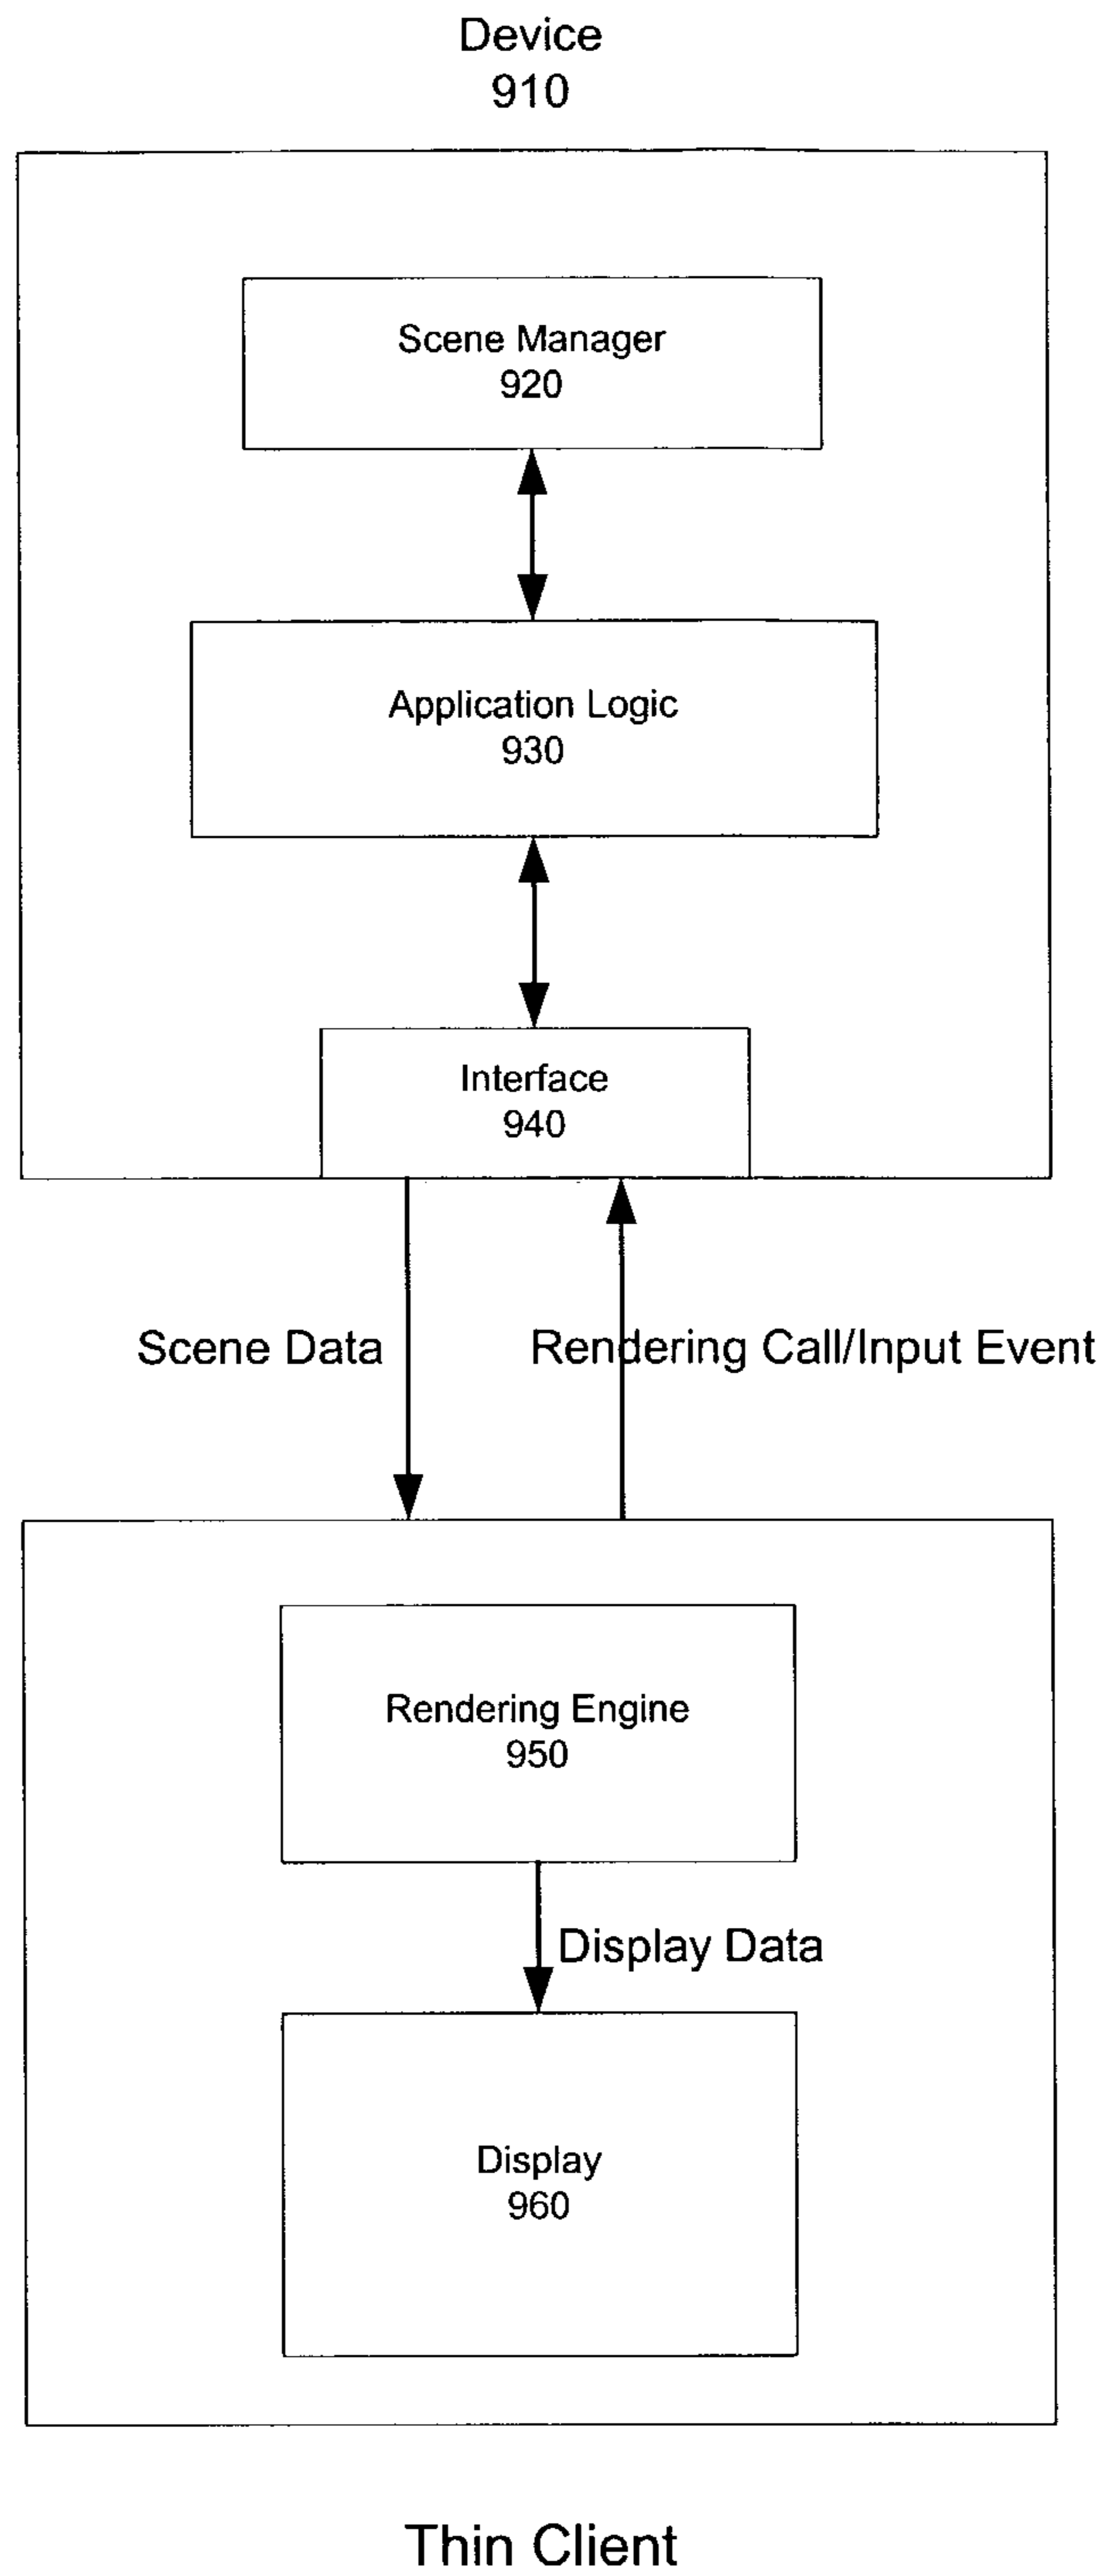 Device
910
Scene Manager
920
Application Logic
930
Interface
940
Scene Data
Rendering Call/Input Event
Rendering Engine
950
Display Data
Display
960
Thin Client